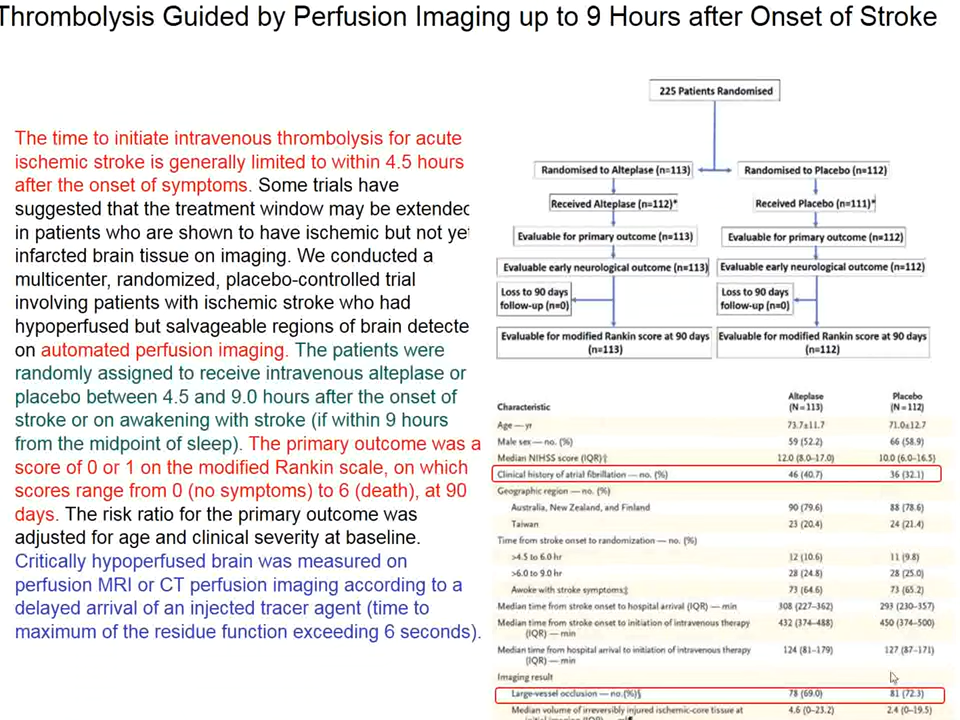 Thrombolysis Guided by Perfusion Imaging up to 9 Hours after Onset of Stroke
The time to initiate intravenous thrombolysis for acute
ischemic stroke is generally limited to within 4.5 hours
after the onset of symptoms. Some trials have
suggested that the treatment window may be extended
in patients who are shown to have ischemic but not yet
infarcted brain tissue on imaging. We conducted a
multicenter, randomized, placebo-controlled trial
involving patients with ischemic stroke who had
hypoperfused but salvageable regions of brain detecte
on automated perfusion imaging. The patients were
randomly assigned to receive intravenous alteplase or
placebo between 4.5 and 9.0 hours after the onset of
stroke or on awakening with stroke (if within 9 hours
from the midpoint of sleep). The primary outcome was a
score of 0 or 1 on the modified Rankin scale, on which
scores range from 0 (no symptoms) to 6 (death), at 90
days. The risk ratio for the primary outcome was
adjusted for age and clinical severity at baseline.
Critically hypoperfused brain was measured on
perfusion MRI or CT perfusion imaging according to a
delayed arrival of an injected tracer agent (time to
maximum of the residue function exceeding 6 seconds).
225 Patients Randomised
Randomised to Alteplase (n=113)
Randomised to Placebo (n=112)
Received Alteplase (n=112)*
Received Placebo (n=111)*
Evaluable for primary outcome (n=113)
Evaluable for primary outcome (n=112)
Evaluable early neurological outcome (n=113)
Evaluable early neurological outcome (n=112)
Loss to 90 days
follow-up (n=0)
Loss to 90 days
follow-up (n=0)
Evaluable for modified Rankin score at 90 days
(n=113)
Evaluable for modified Rankin score at 90 days
(n=112)
Characteristic Alteplase (N=113) Placebo (N=112)
Age—yr 73.7±11.7 71.0±12.7
Male sex—no. (%) 59 (52.2) 66 (58.9)
Median NIHSS score (IQR)† 12.0 (8.0–17.0) 10.0 (6.0–16.5)
Clinical history of atrial fibrillation—no. (%) 46 (40.7) 36 (32.1)
Geographic region—no. (%)
Australia, New Zealand, and Finland 90 (79.6) 88 (78.6)
Taiwan 23 (20.4) 24 (21.4)
Time from stroke onset to randomization—no. (%)
>4.5 to 6.0 hr 12 (10.6) 11 (9.8)
>6.0 to 9.0 hr 28 (24.8) 28 (25.0)
Awoke with stroke symptoms‡ 73 (64.6) 73 (65.2)
Median time from stroke onset to hospital arrival (IQR)—min 308 (227–362) 293 (230–357)
Median time from stroke onset to initiation of intravenous therapy 432 (374–488) 450 (374–500)
(IQR)—min
Median time from hospital arrival to initiation of intravenous therapy 124 (81–179) 127 (87–171)
(IQR)—min
Imaging result
Large-vessel occlusion—no.(%)§ 78 (69.0) 81 (72.3)
Median volume of irreversibly injured ischemic-core tissue at 4.6 (0–23.2) 2.4 (0–19.5)